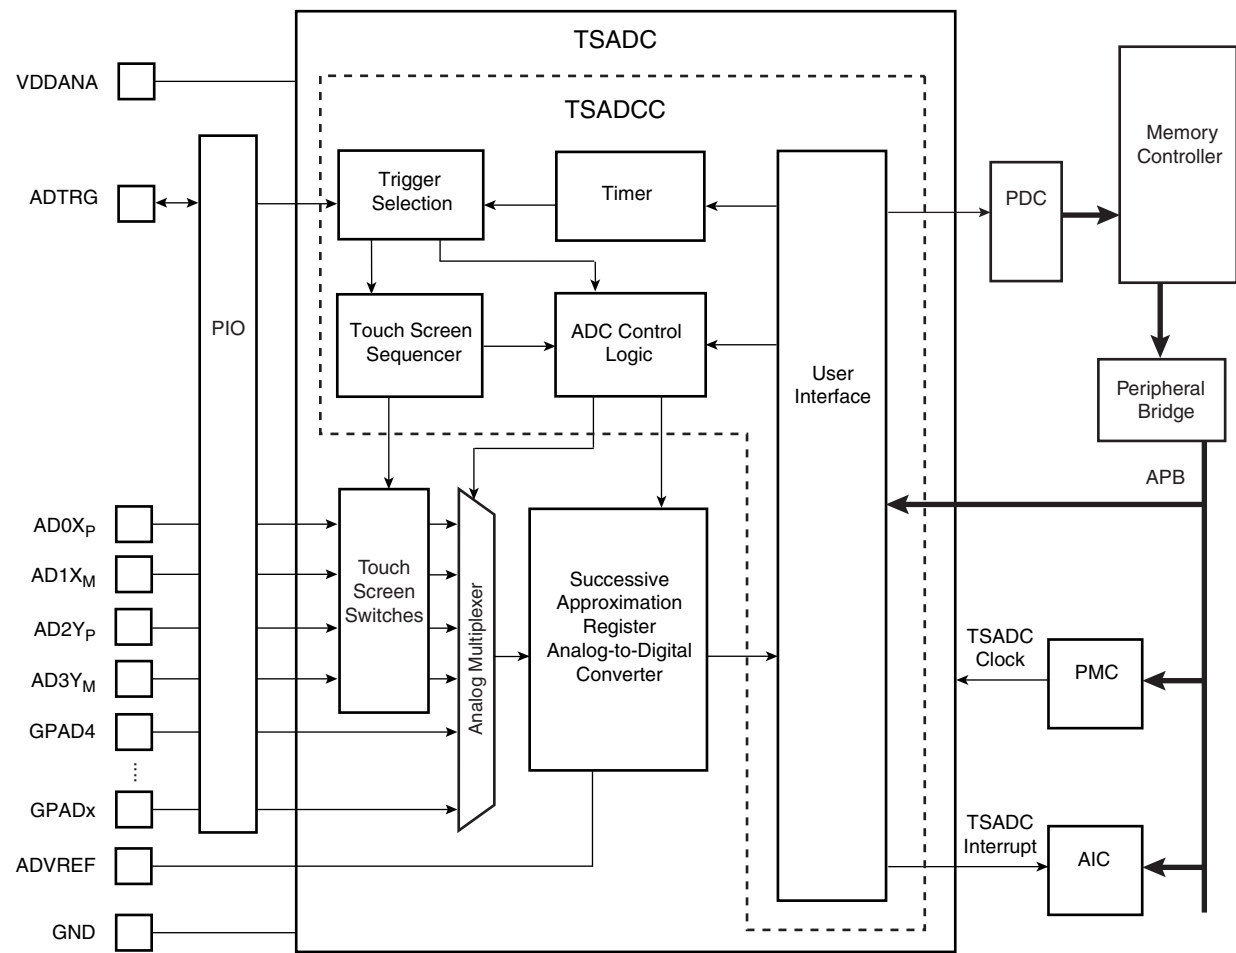 TSADC
VDDANA
TSADCC
Memory
Controller
ADTRG
Trigger
Selection
Timer
PDC
PIO
Touch Screen
Sequencer
ADC Control
Logic
User
Interface
Peripheral
Bridge
APB
AD0XP
AD1XM
AD2YP
AD3YM
GPAD4
......
GPADx
ADVREF
GND
Touch
Screen
Switches
Analog Multiplexer
Successive
Approximation
Register
Analog-to-Digital
Converter
TSADC
Clock
PMC
TSADC
Interrupt
AIC